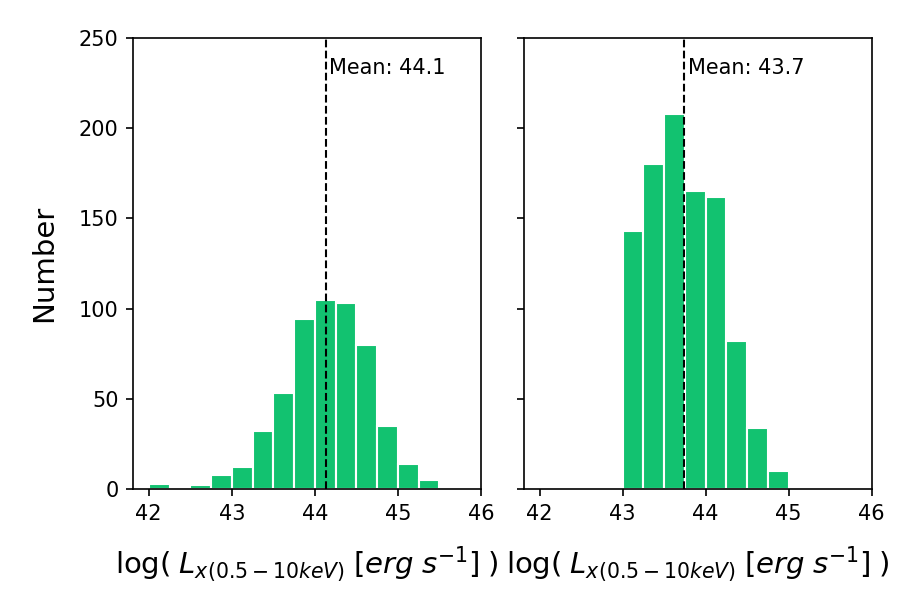 250
200
150
100
50
0
Number
Mean: 44.1
Mean: 43.7
42 43 44 45 46
42 43 44 45 46
log( L_{x(0.5-10keV)} [erg s^{-1}] )
log( L_{x(0.5-10keV)} [erg s^{-1}] )